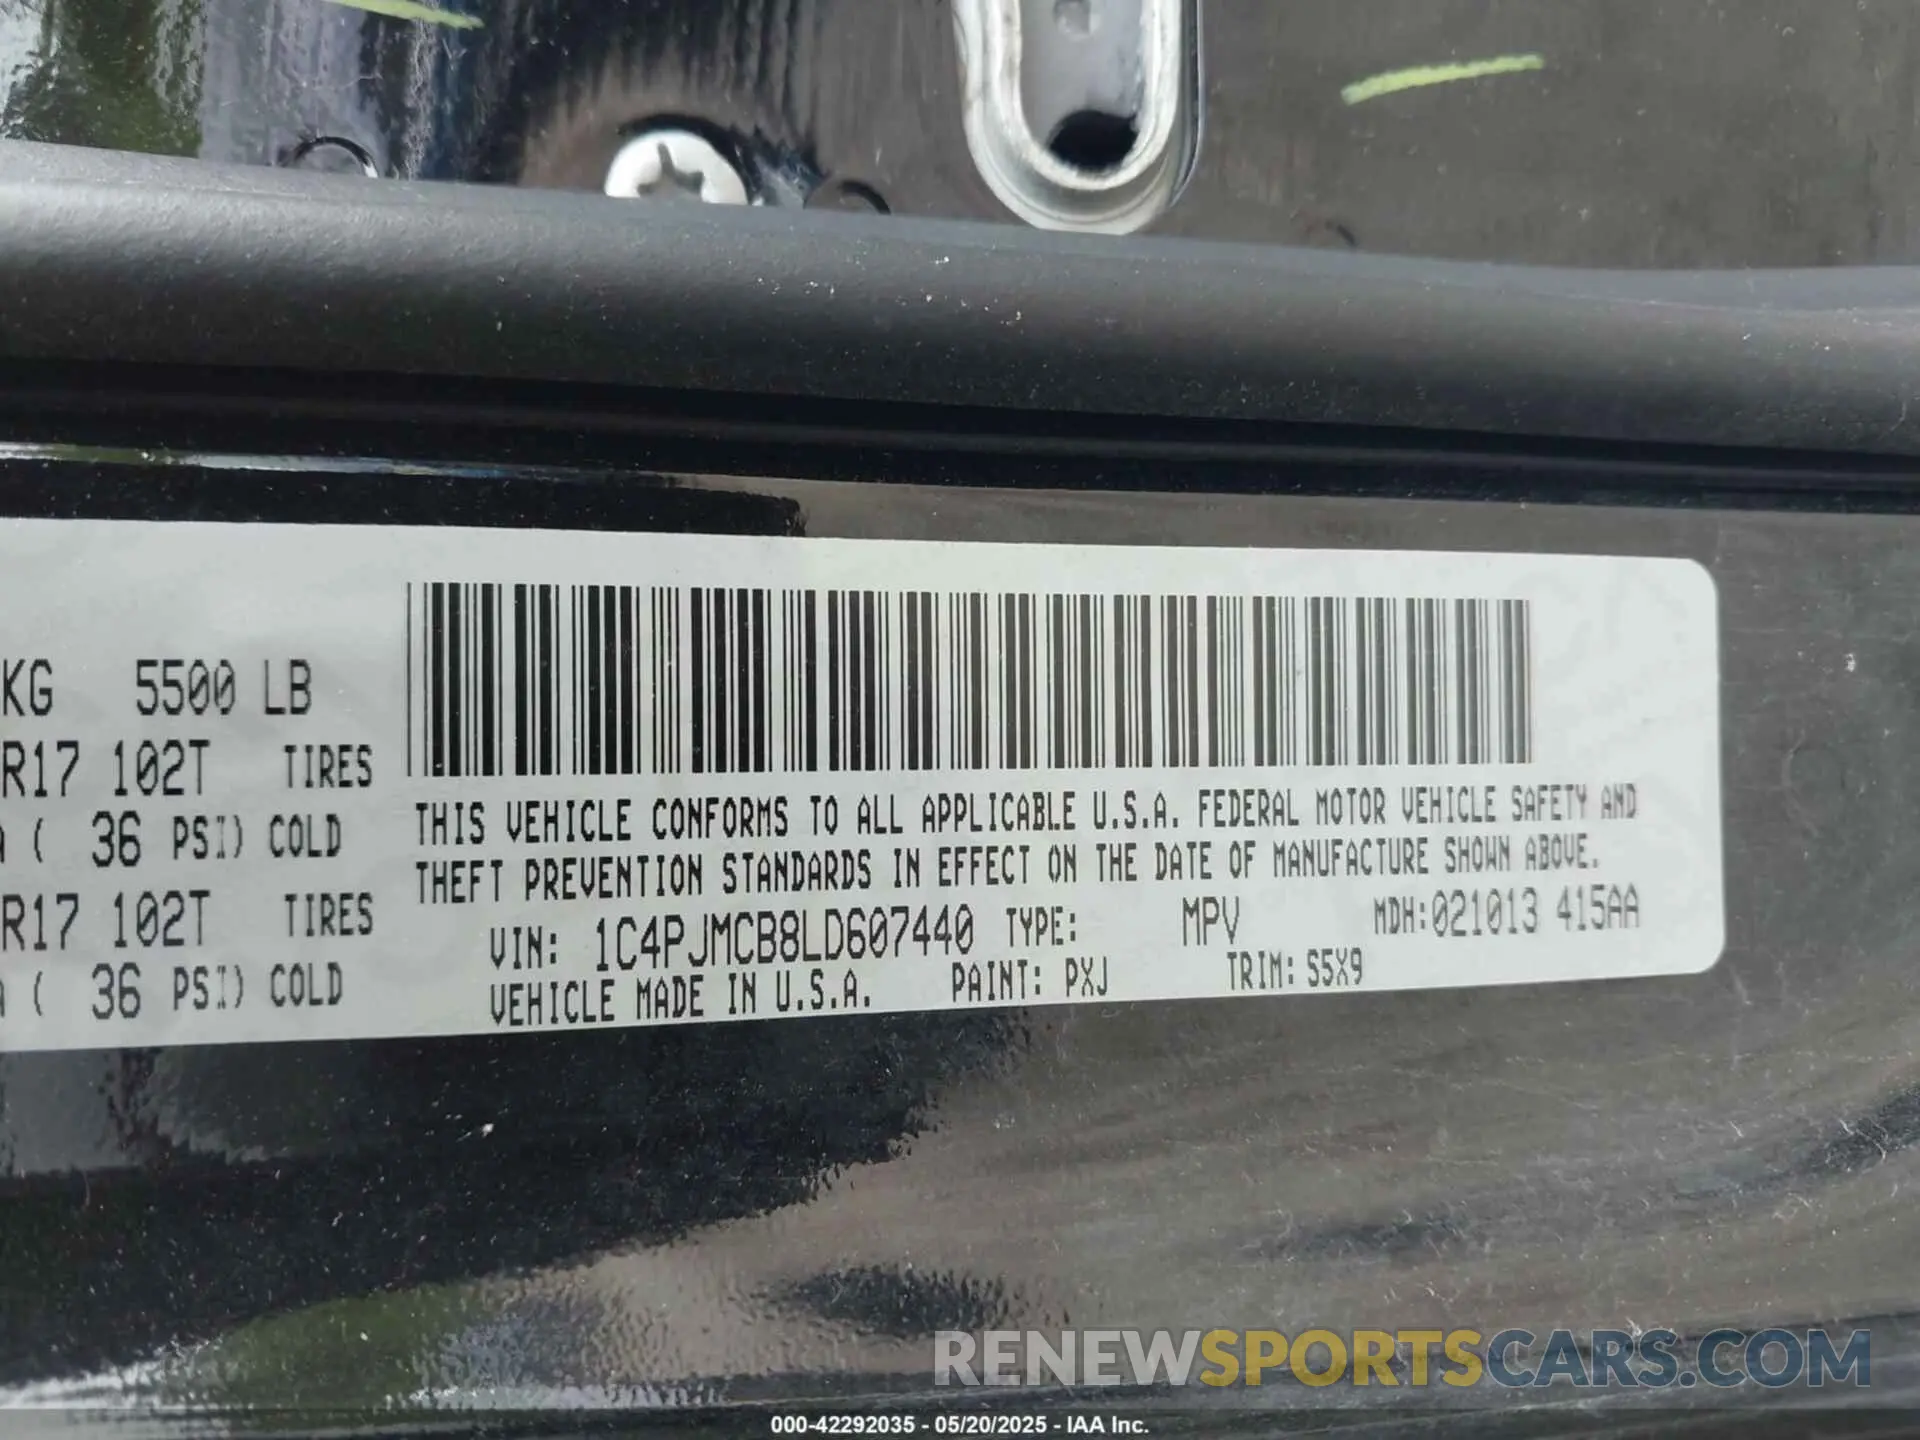 KG 5500 LB
R17 102T TIRES
A ( 36 PSI) COLD
R17 102T TIRES
A ( 36 PSI) COLD
THIS VEHICLE CONFORMS TO ALL APPLICABLE U.S.A. FEDERAL MOTOR VEHICLE SAFETY AND
THEFT PREVENTION STANDARDS IN EFFECT ON THE DATE OF MANUFACTURE SHOWN ABOVE.
VIN: 1C4PJMCB8LD607440 TYPE: MPV MDH:021013 415AA
VEHICLE MADE IN U.S.A. PAINT: PXJ TRIM: S5X9
RENEWSPORTSCARS.COM
000-42292035 - 05/20/2025 - IAA Inc.